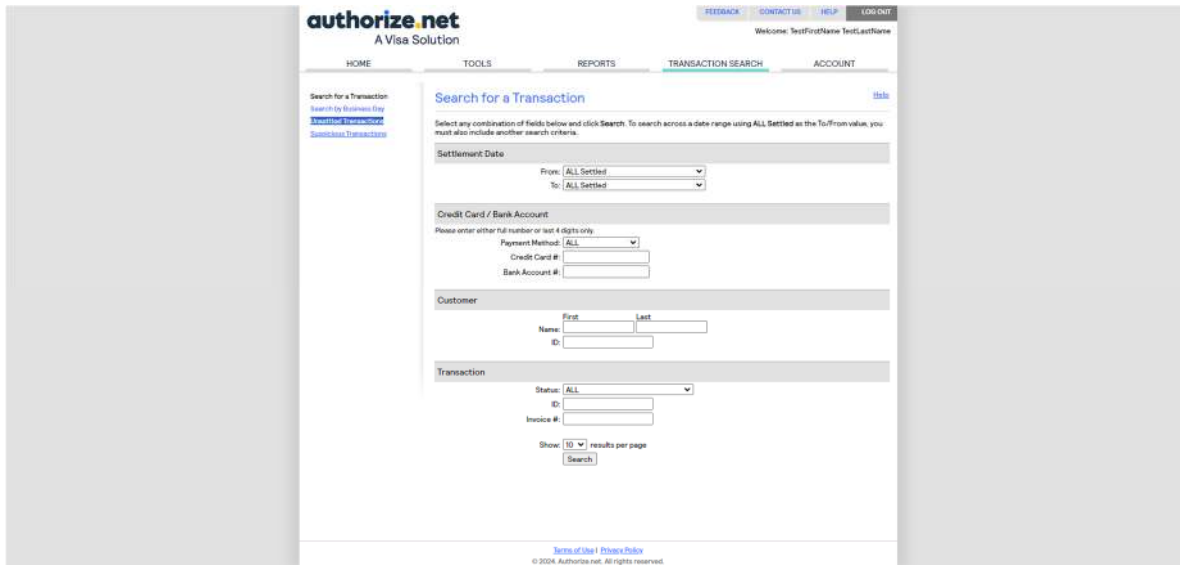 FEEDBACK CONTACT US HELP LOG OUT
authorize.net
A Visa Solution
Welcome: TestFirstName TestLastName
HOME TOOLS REPORTS TRANSACTION SEARCH ACCOUNT
Search for a Transaction
Search by Business Day
Unsettled Transactions
Suspicious Transactions
Search for a Transaction Help
Select any combination of fields below and click Search. To search across a date range using ALL Settled as the To/From value, you
must also include another search criteria.
Settlement Date
From: ALL Settled
To: ALL Settled
Credit Card / Bank Account
Please enter either full number or last 4 digits only.
Payment Method: ALL
Credit Card #:
Bank Account #:
Customer
First Last
Name:
ID:
Transaction
Status: ALL
ID:
Invoice #:
Show: 10 results per page
Search
Terms of Use | Privacy Policy
© 2024. Authorize.net. All rights reserved.